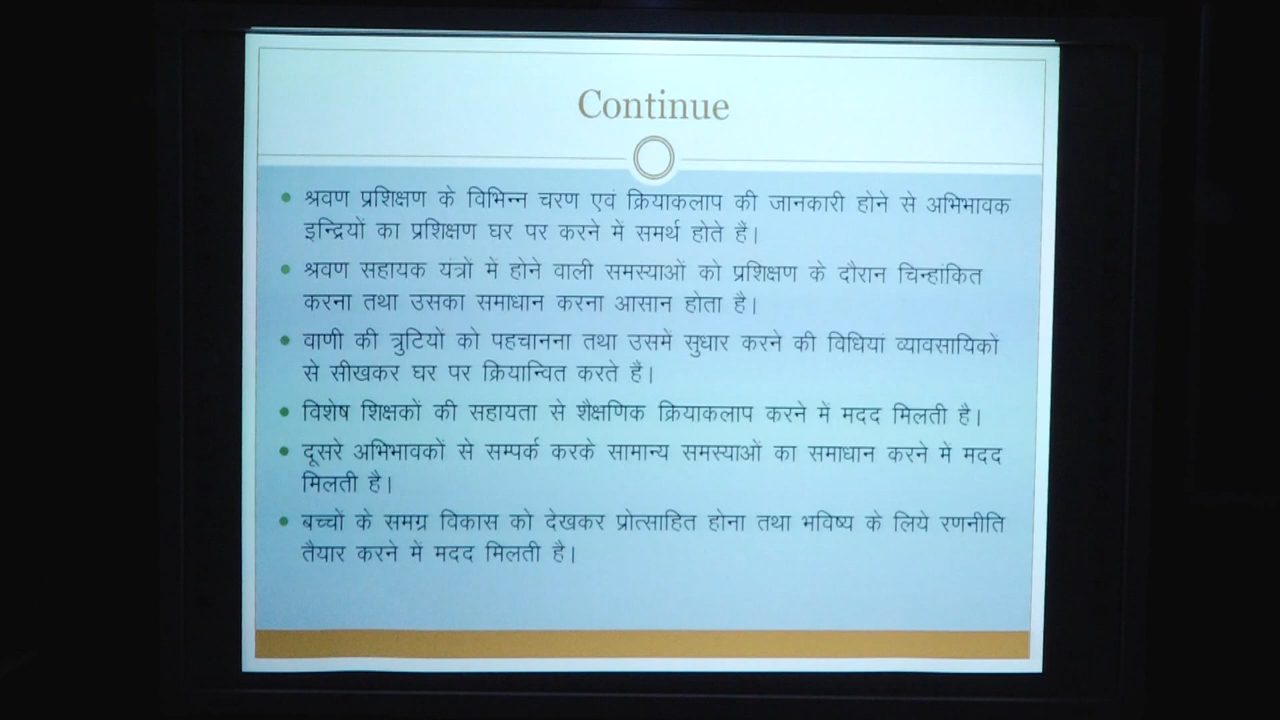 Continue
• श्रवण प्रशिक्षण के विभिन्न चरण एवं क्रियाकलाप की जानकारी होने से अभिभावक
इन्द्रियों का प्रशिक्षण घर पर करने में समर्थ होते हैं।
• श्रवण सहायक यंत्रों में होने वाली समस्याओं को प्रशिक्षण के दौरान चिन्हांकित
करना तथा उसका समाधान करना आसान होता है।
• वाणी की त्रुटियों को पहचानना तथा उसमें सुधार करने की विधियां व्यावसायिकों
से सीखकर घर पर क्रियान्वित करते हैं।
• विशेष शिक्षकों की सहायता से शैक्षणिक क्रियाकलाप करने में मदद मिलती है।
• दूसरे अभिभावकों से सम्पर्क करके सामान्य समस्याओं का समाधान करने में मदद
मिलती है।
• बच्चों के समग्र विकास को देखकर प्रोत्साहित होना तथा भविष्य के लिये रणनीति
तैयार करने में मदद मिलती है।